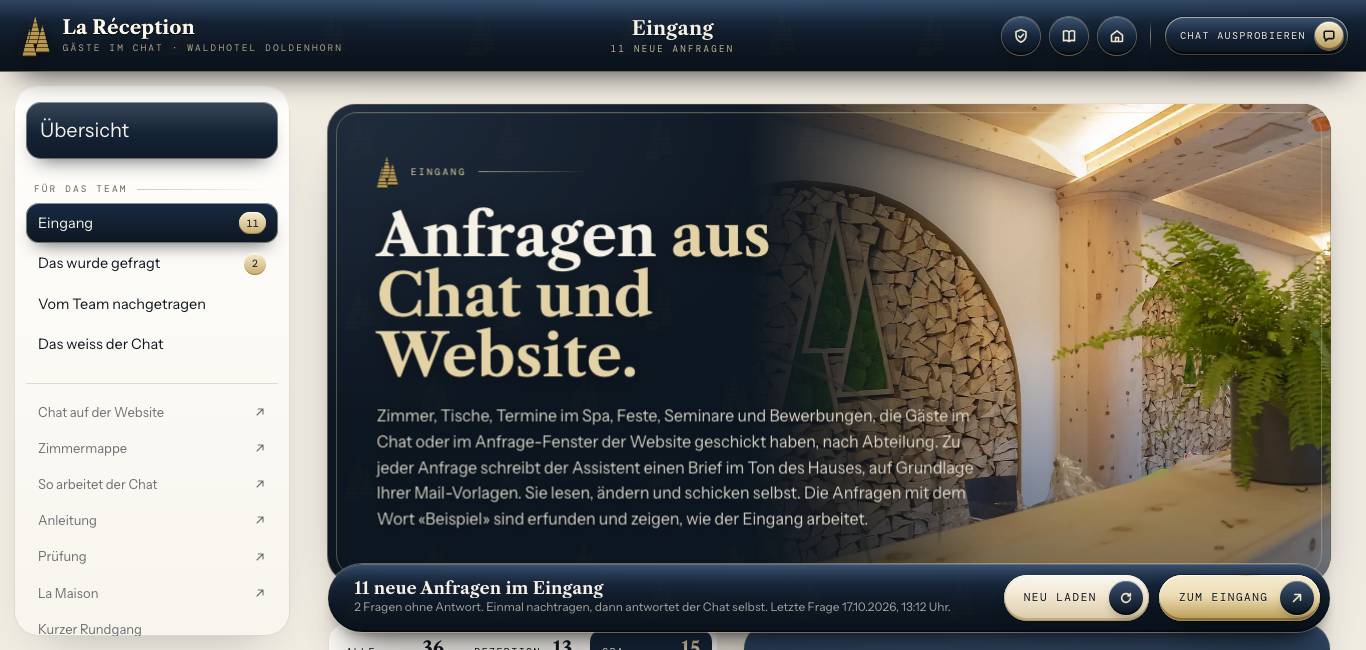 La Réception
GÄSTE IM CHAT · WALDHOTEL DOLDENHORN
Eingang
11 NEUE ANFRAGEN
CHAT AUSPROBIEREN
Übersicht
FÜR DAS TEAM
Eingang 11
Das wurde gefragt 2
Vom Team nachgetragen
Das weiss der Chat
Chat auf der Website
Zimmermappe
So arbeitet der Chat
Anleitung
Prüfung
La Maison
Kurzer Rundgang
EINGANG
Anfragen aus
Chat und
Website.
Zimmer, Tische, Termine im Spa, Feste, Seminare und Bewerbungen, die Gäste im
Chat oder im Anfrage-Fenster der Website geschickt haben, nach Abteilung. Zu
jeder Anfrage schreibt der Assistent einen Brief im Ton des Hauses, auf Grundlage
Ihrer Mail-Vorlagen. Sie lesen, ändern und schicken selbst. Die Anfragen mit dem
Wort «Beispiel» sind erfunden und zeigen, wie der Eingang arbeitet.
11 neue Anfragen im Eingang
2 Fragen ohne Antwort. Einmal nachtragen, dann antwortet der Chat selbst. Letzte Frage 17.10.2026, 13:12 Uhr.
NEU LADEN
ZUM EINGANG
36
13
15